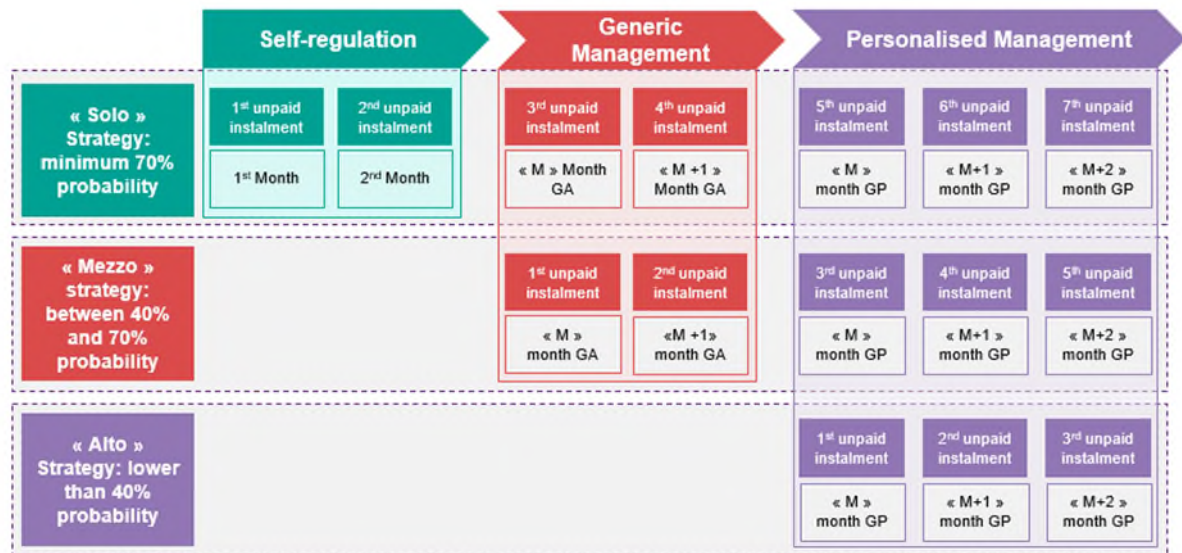 Self-regulation
Generic
Management
Personalised Management
« Solo »
Strategy:
minimum 70%
probability
1st unpaid
instalment
2nd unpaid
instalment
3rd unpaid
instalment
4th unpaid
instalment
5th unpaid
instalment
6th unpaid
instalment
7th unpaid
instalment
1st Month
2nd Month
« M » Month
GA
« M +1 »
Month GA
« M »
month GP
« M+1 »
month GP
« M+2 »
month GP
« Mezzo »
strategy:
between 40%
and 70%
probability
1st unpaid
instalment
2nd unpaid
instalment
3rd unpaid
instalment
4th unpaid
instalment
5th unpaid
instalment
« M »
month GA
«M +1»
month GA
« M »
month GP
« M+1 »
month GP
« M+2 »
month GP
« Alto »
Strategy: lower
than 40%
probability
1st unpaid
instalment
2nd unpaid
instalment
3rd unpaid
instalment
« M »
month GP
« M+1 »
month GP
« M+2 »
month GP